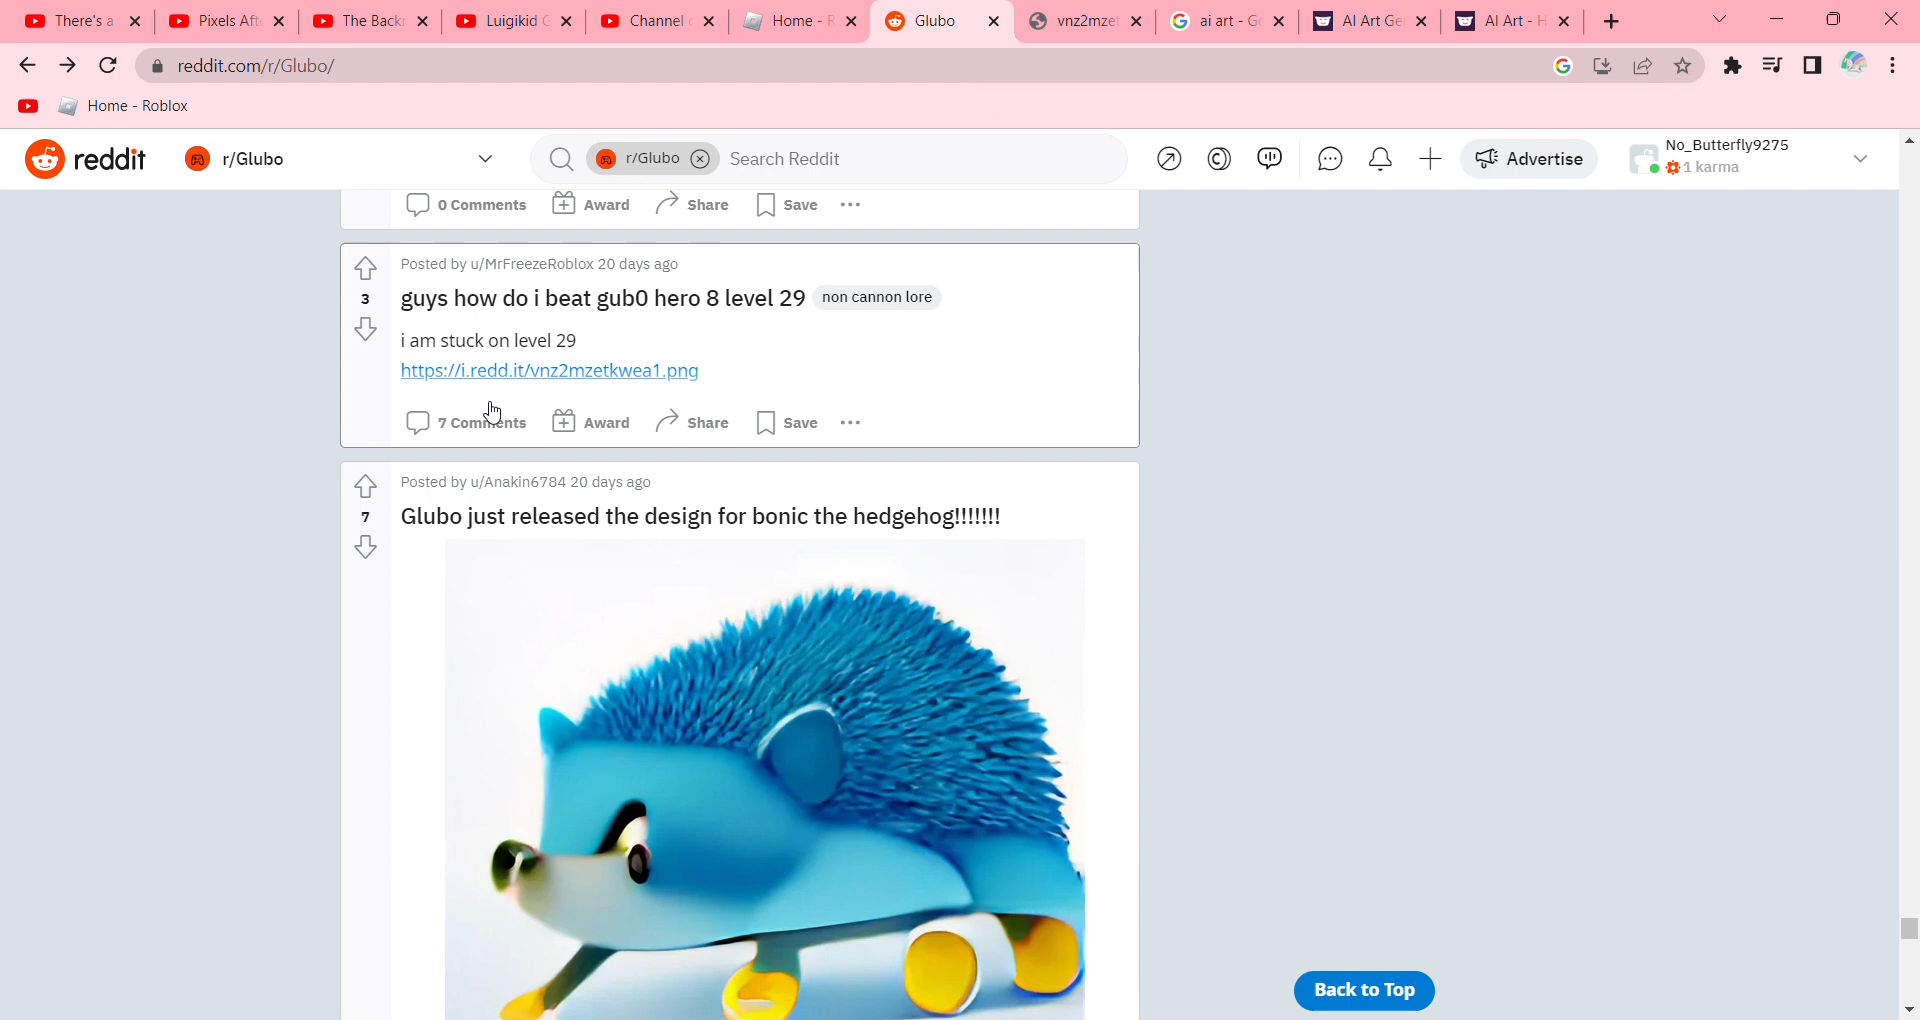 There's a
Pixels Aft
The Backr
Luigikid G
Channel c
Home - R
Glubo
vnz2mzet
ai art - Go
AI Art Ge
AI Art - H
reddit.com/r/Glubo/
Home - Roblox
reddit
r/Glubo
r/Glubo
Search Reddit
Advertise
No_Butterfly9275
1 karma
0 Comments Award Share Save
Posted by u/MrFreezeRoblox 20 days ago
3
guys how do i beat gub0 hero 8 level 29 non cannon lore
i am stuck on level 29
https://i.redd.it/vnz2mzetkwea1.png
7 Comments Award Share Save
Posted by u/Anakin6784 20 days ago
7
Glubo just released the design for bonic the hedgehog!!!!!!!
Back to Top